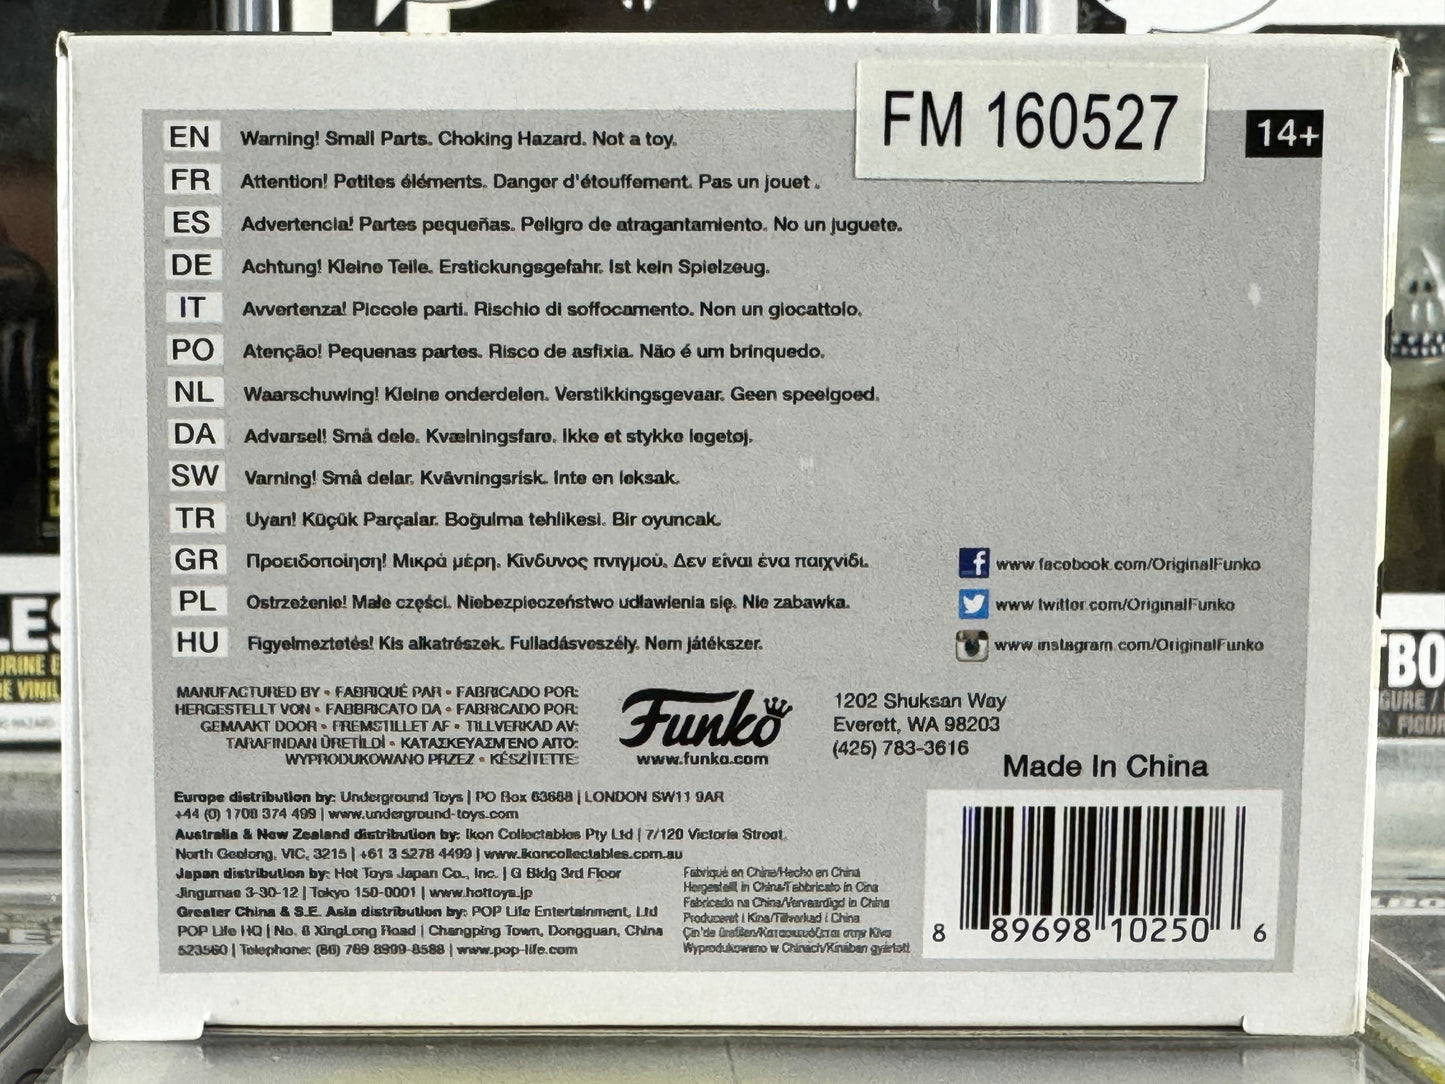 FM 160527
14+
EN Warning! Small Parts. Choking Hazard. Not a toy.
FR Attention! Petites éléments. Danger d'étouffement. Pas un jouet .
ES Advertencia! Partes pequeñas. Peligro de atragantamiento. No un juguete.
DE Achtung! Kleine Teile. Erstickungsgefahr. Ist kein Spielzeug.
IT Avvertenza! Piccole parti. Rischio di soffocamento. Non un giocattolo.
PO Atenção! Pequenas partes. Risco de asfixia. Não é um brinquedo.
NL Waarschuwing! Kleine onderdelen. Verstikkingsgevaar. Geen speelgoed.
DA Advarsel! Små dele. Kvælningsfare. Ikke et stykke legetøj.
SW Varning! Små delar. Kvävningsrisk. Inte en leksak.
TR Uyan! Küçük Parçalar. Boğulma tehlikesi. Bir oyuncak.
GR Προειδοποίηση! Μικρά μέρη. Κίνδυνος πνιγμού. Δεν είναι ένα παιχνίδι.
PL Ostrzeżenie! Małe części. Niebezpieczeństwo udławienia się. Nie zabawka.
HU Figyelmeztetés! Kis alkatrészek. Fulladásveszély. Nem játékszer.
www.facebook.com/OriginalFunko
www.twitter.com/OriginalFunko
www.instagram.com/OriginalFunko
MANUFACTURED BY • FABRIQUÉ PAR • FABRICADO POR:
HERGESTELLT VON • FABBRICATO DA • FABRICADO POR:
GEMAAKT DOOR • FREMSTILLET AF • TILLVERKAD AV:
TARAFINDAN ÜRETİLDİ • ΚΑΤΑΣΚΕΥΑΣΜΈΝΟ ΑΠΌ:
WYPRODUKOWANO PRZEZ • KÉSZÍTETTE:
Funko
www.funko.com
1202 Shuksan Way
Everett, WA 98203
(425) 783-3616
Made In China
Europe distribution by: Underground Toys | PO Box 63668 | LONDON SW11 9AR
+44 (0) 1708 374 499 | www.underground-toys.com
Australia & New Zealand distribution by: Ikon Collectables Pty Ltd | 7/120 Victoria Street,
North Geelong, VIC, 3215 | +61 3 5278 4499 | www.ikoncollectables.com.au
Japan distribution by: Hot Toys Japan Co., Inc. | G Bldg 3rd Floor
Jingumae 3-30-12 | Tokyo 150-0001 | www.hottoys.jp
Greater China & S.E. Asia distribution by: POP Life Entertainment, Ltd
POP Life HQ | No. 8 XingLong Road | Changping Town, Dongguan, China
523560 | Telephone: (86) 769 8999-8588 | www.pop-life.com
Fabriqué en Chine/Hecho en China
Hergestellt in China/Fabbricato in Cina
Fabricado na China/Vervaardigd in China
Produceret i Kina/Tillverkad i China
Çin'de üretilen/Κατασκευάζεται στην Κίνα
Wyprodukowano w Chinach/Kínában gyártott
8 89698 10250 6